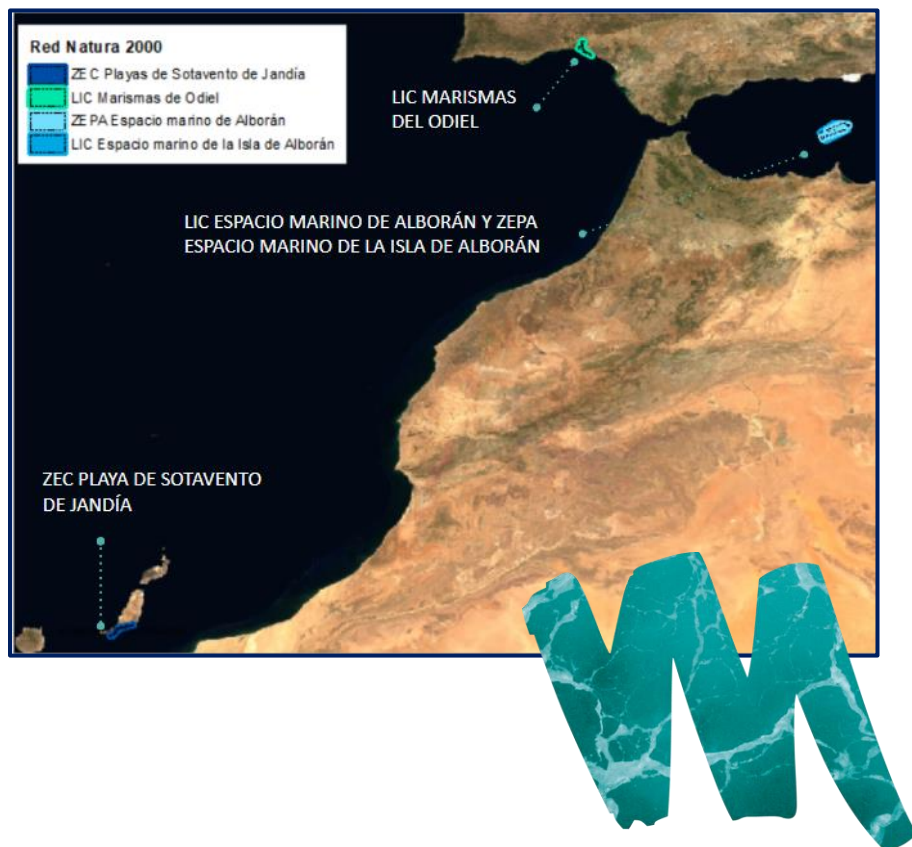 Red Natura 2000
ZEC Playas de Sotavento de Jandía
LIC Marismas de Odiel
ZEPA Espacio marino de Alborán
LIC Espacio marino de la Isla de Alborán
LIC MARISMAS
DEL ODIEL
LIC ESPACIO MARINO DE ALBORÁN Y ZEPA
ESPACIO MARINO DE LA ISLA DE ALBORÁN
ZEC PLAYA DE SOTAVENTO
DE JANDÍA